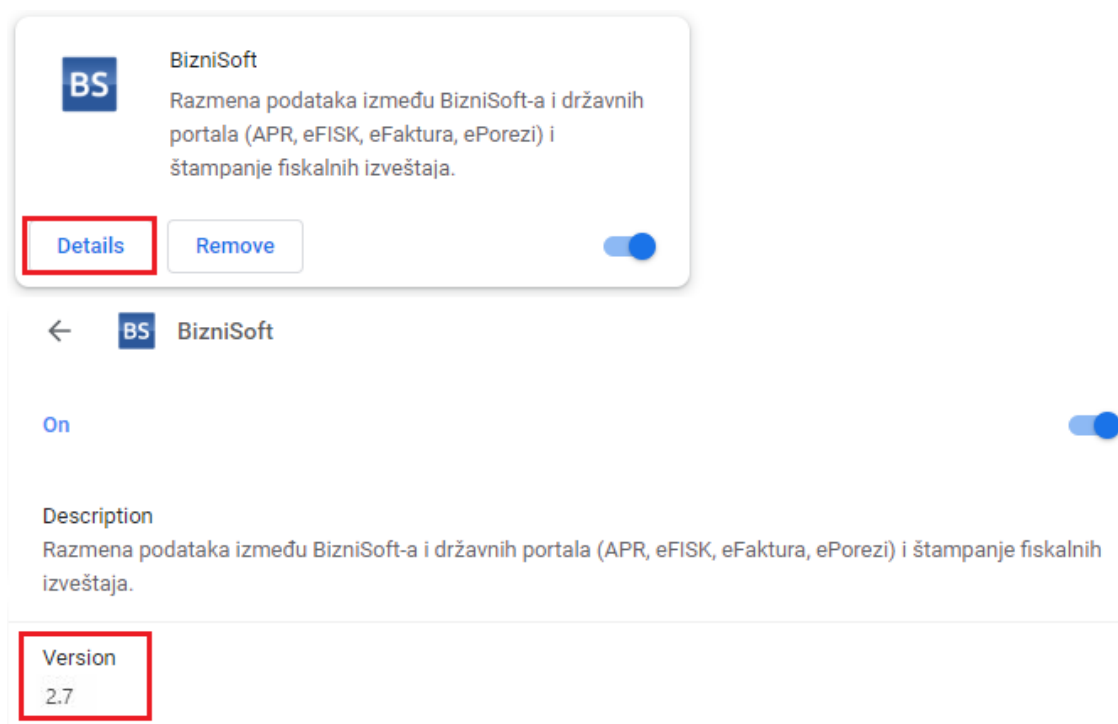 BS
BizniSoft
Razmena podataka između BizniSoft-a i državnih
portala (APR, eFISK, eFaktura, ePorezi) i
štampanje fiskalnih izveštaja.
Details
Remove
BS
BizniSoft
On
Description
Razmena podataka između BizniSoft-a i državnih portala (APR, eFISK, eFaktura, ePorezi) i štampanje fiskalnih
izveštaja.
Version
2.7